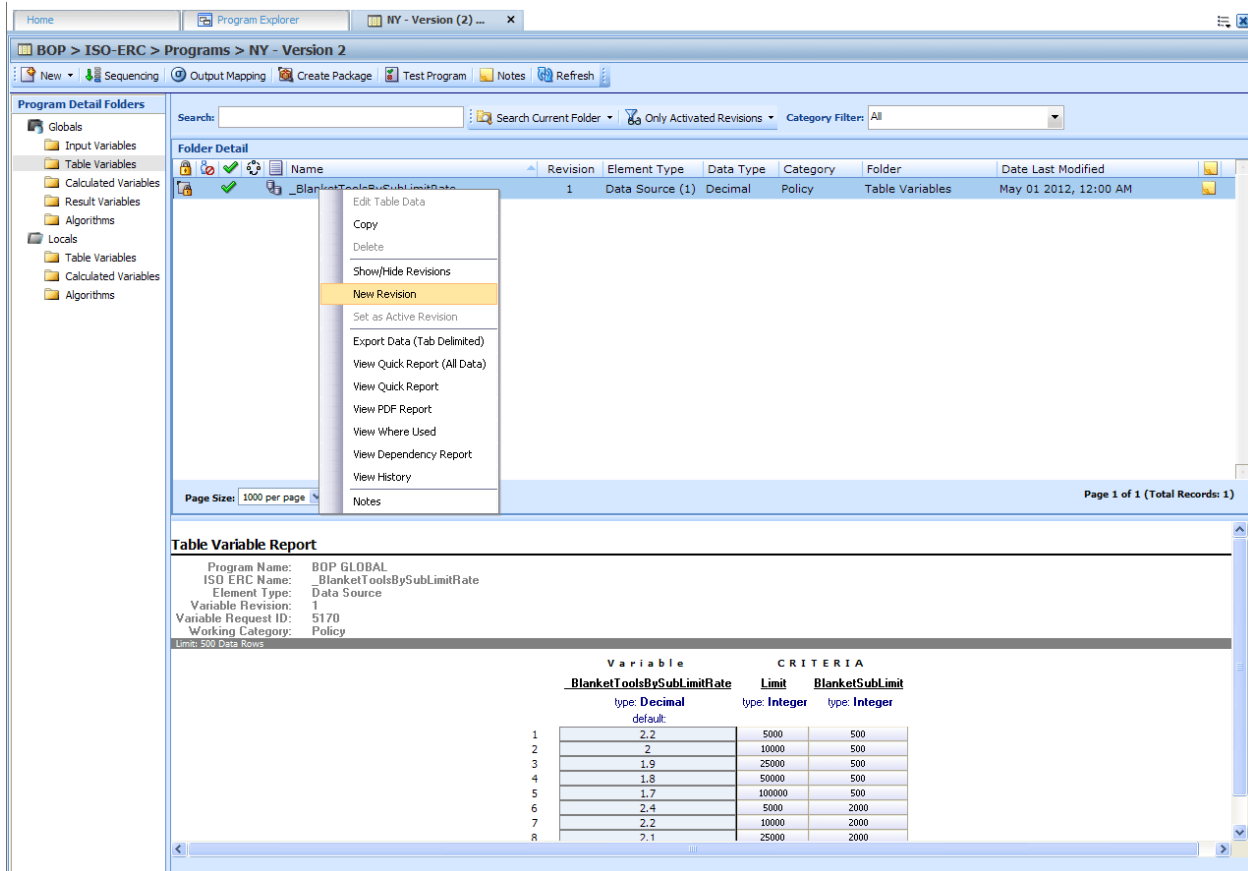 Home Program Explorer NY - Version (2) ... x
BOP > ISO-ERC > Programs > NY - Version 2
New Sequencing Output Mapping Create Package Test Program Notes Refresh
Program Detail Folders
Globals
Input Variables
Table Variables
Calculated Variables
Result Variables
Algorithms
Locals
Table Variables
Calculated Variables
Algorithms
Search: Search Current Folder Only Activated Revisions Category Filter: All
Folder Detail
Name Revision Element Type Data Type Category Folder Date Last Modified
_BlanketToolsBySubLimitRate 1 Data Source (1) Decimal Policy Table Variables May 01 2012, 12:00 AM
Edit Table Data
Copy
Delete
Show/Hide Revisions
New Revision
Set as Active Revision
Export Data (Tab Delimited)
View Quick Report (All Data)
View Quick Report
View PDF Report
View Where Used
View Dependency Report
View History
Notes
Page Size: 1000 per page Page 1 of 1 (Total Records: 1)
Table Variable Report
Program Name: BOP GLOBAL
ISO ERC Name: _BlanketToolsBySubLimitRate
Element Type: Data Source
Variable Revision: 1
Variable Request ID: 5170
Working Category: Policy
Limit: 500 Data Rows
Variable CRITERIA
_BlanketToolsBySubLimitRate Limit BlanketSubLimit
type: Decimal type: Integer type: Integer
default:
1 2.2 5000 500
2 2 10000 500
3 1.9 25000 500
4 1.8 50000 500
5 1.7 100000 500
6 2.4 5000 2000
7 2.2 10000 2000
8 2.1 25000 2000